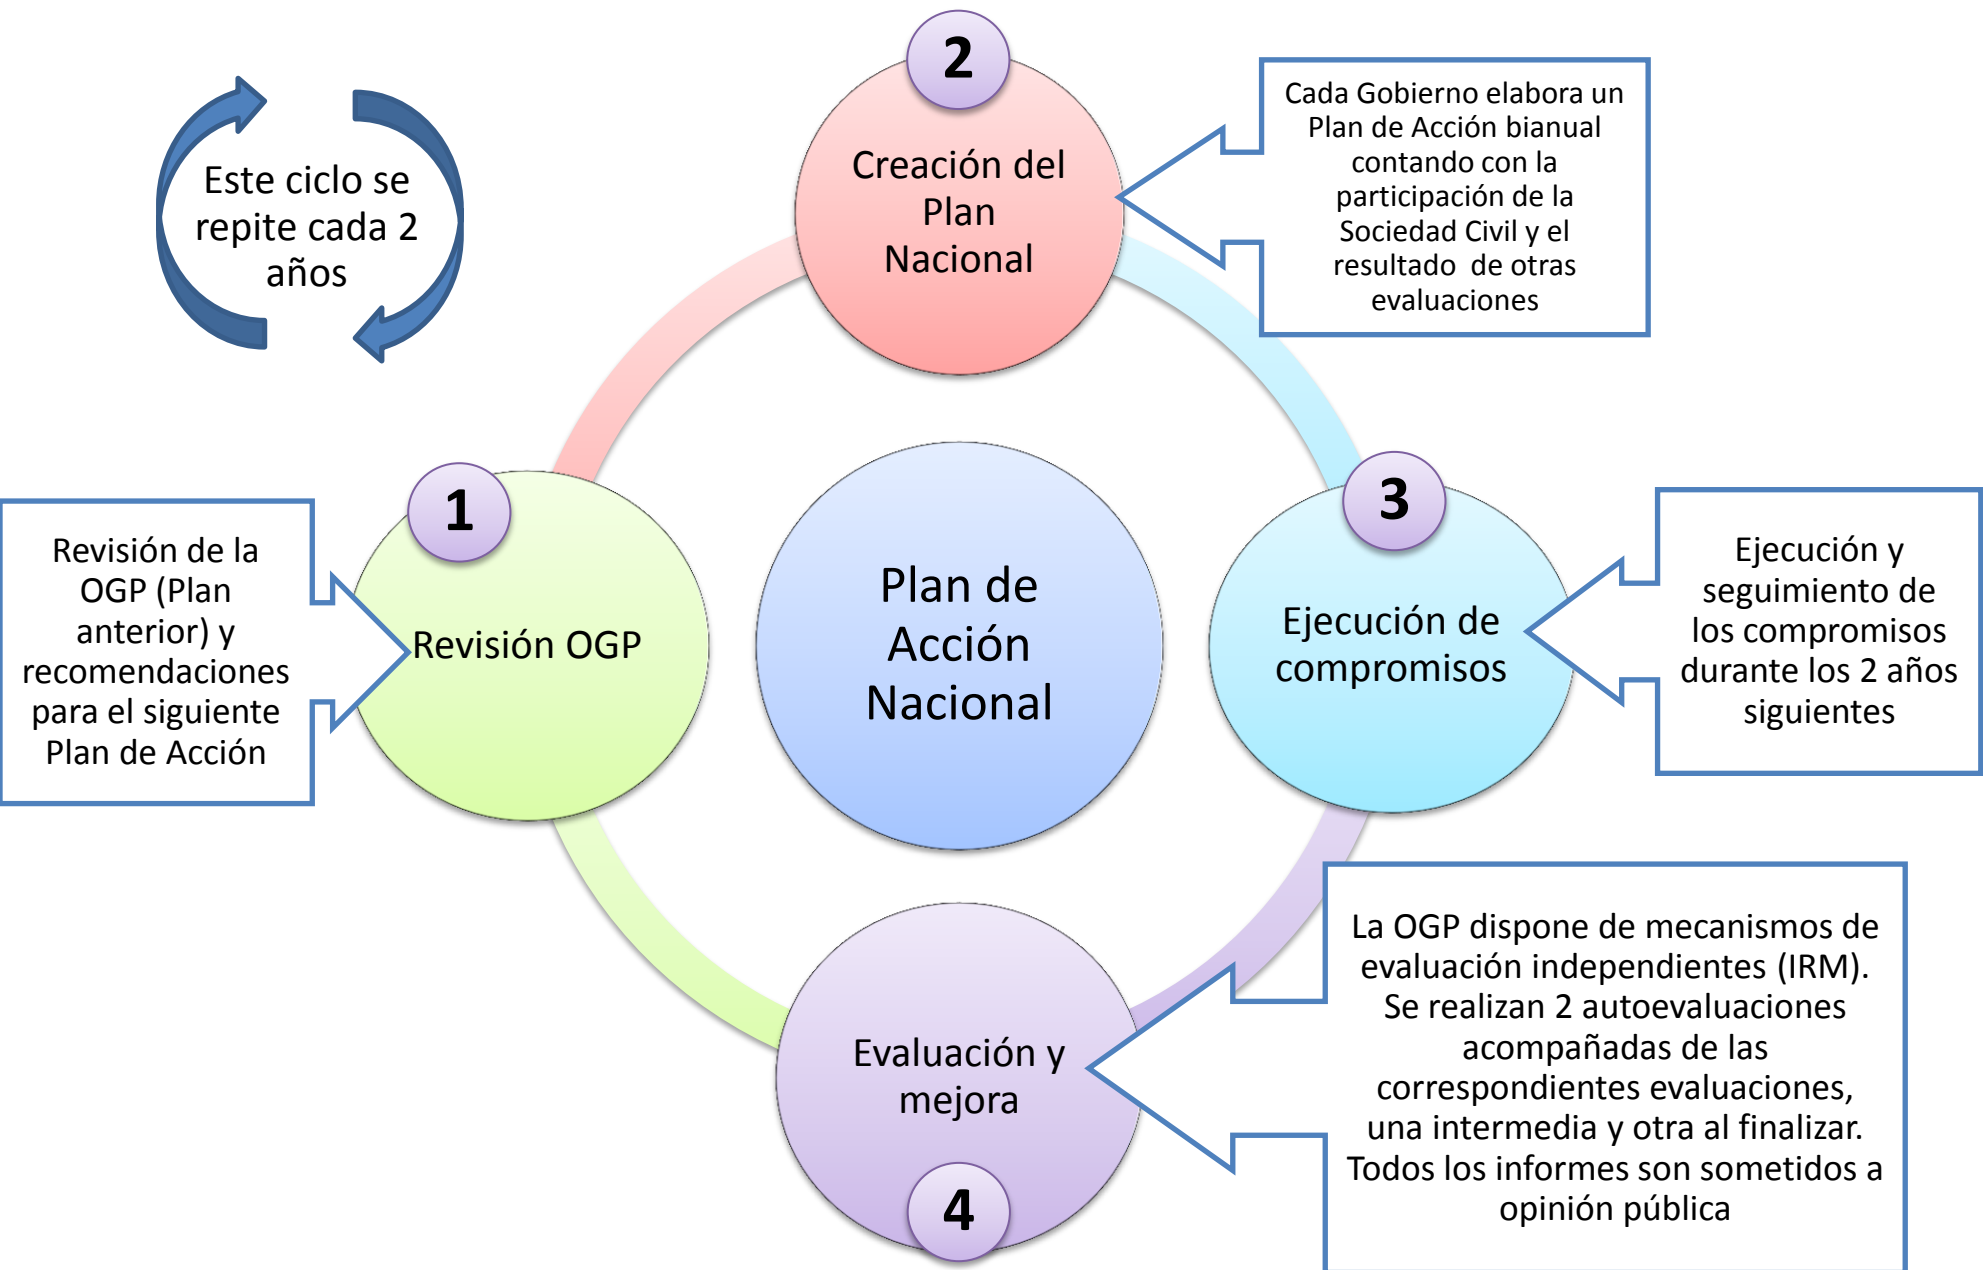 Este ciclo se
repite cada 2
años
2
Creación del
Plan
Nacional
Cada Gobierno elabora un
Plan de Acción bianual
contando con la
participación de la
Sociedad Civil y el
resultado  de otras
evaluaciones
1
Revisión OGP
Revisión de la
OGP (Plan
anterior) y
recomendaciones
para el siguiente
Plan de Acción
Plan de
Acción
Nacional
3
Ejecución de
compromisos
Ejecución y
seguimiento de
los compromisos
durante los 2 años
siguientes
Evaluación y
mejora
4
La OGP dispone de mecanismos de
evaluación independientes (IRM).
Se realizan 2 autoevaluaciones
acompañadas de las
correspondientes evaluaciones,
una intermedia y otra al finalizar.
Todos los informes son sometidos a
opinión pública